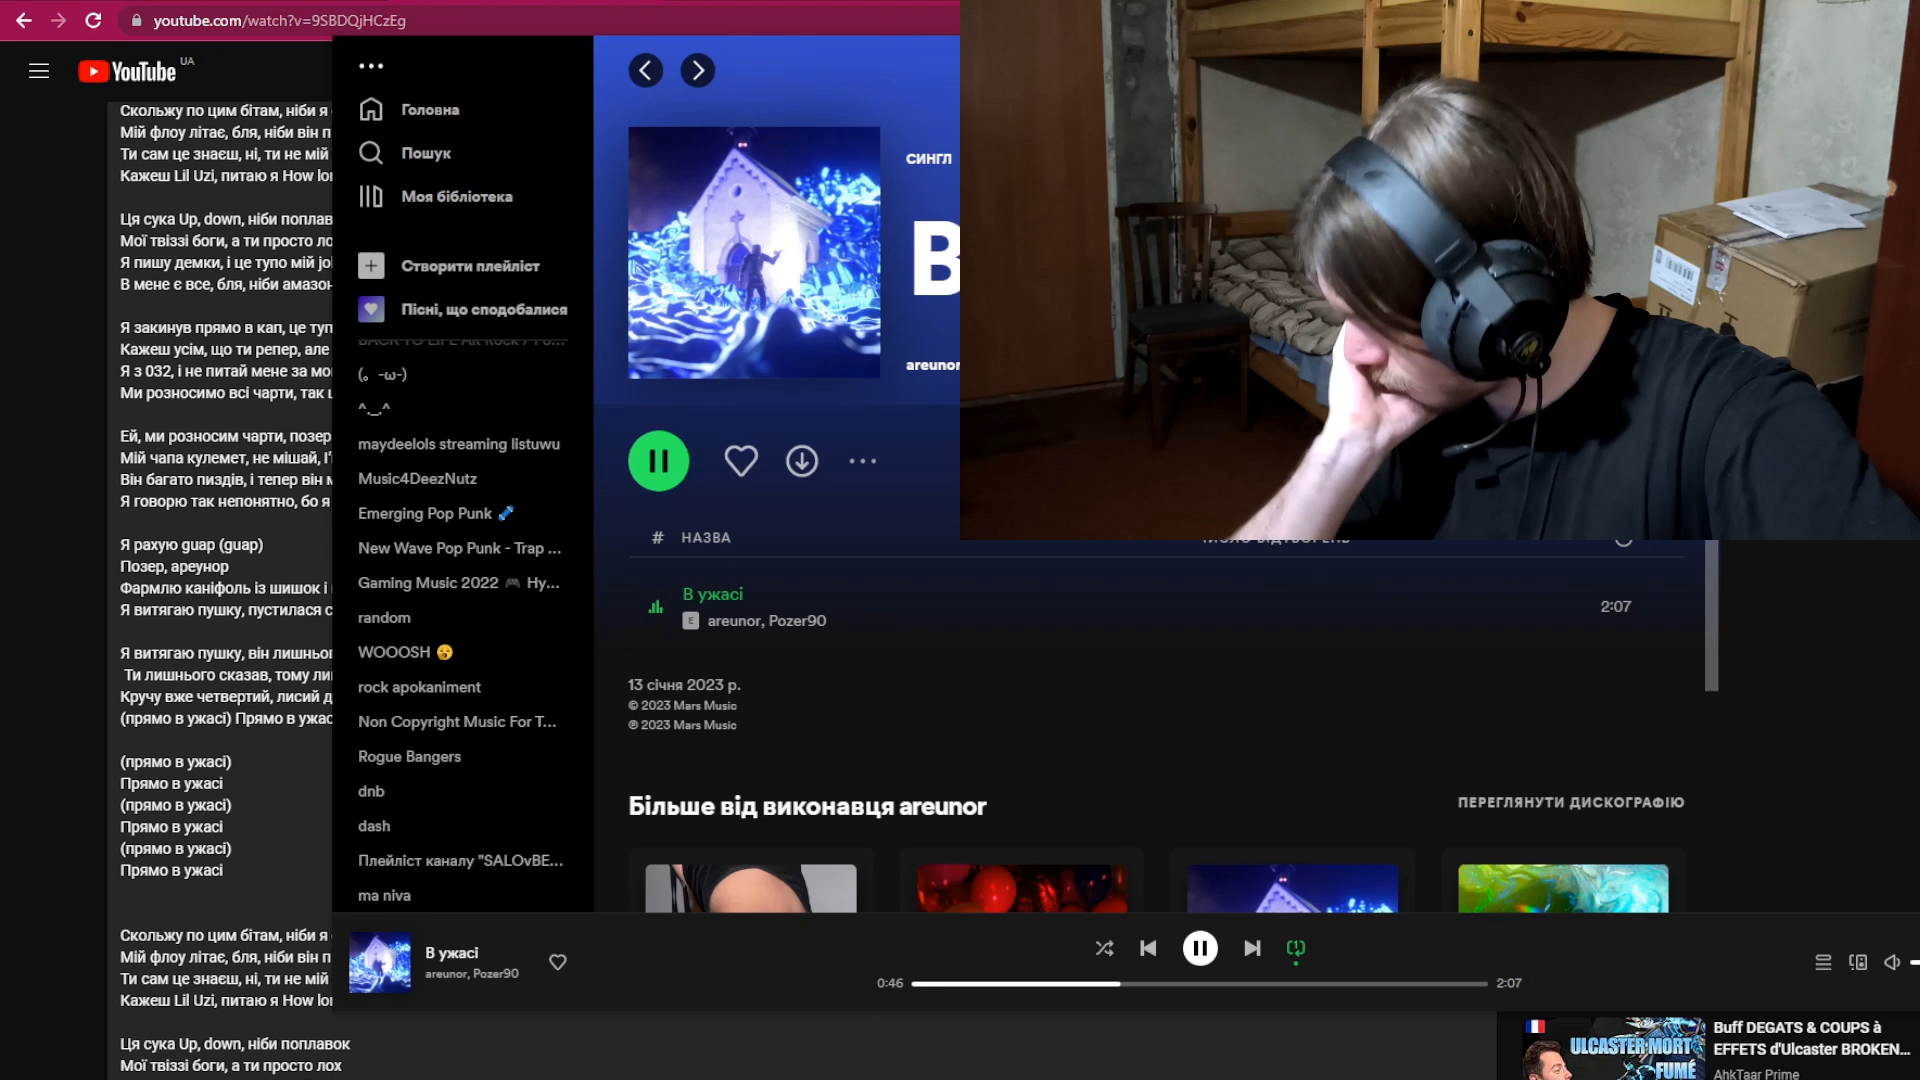 youtube.com/watch?v=9SBDQjHCzEg
YouTube UA
Скольжу по цим бітам, ніби я
Мій флоу літає, бля, ніби він
Ти сам це знаєш, ні, ти не мій
Кажеш Lil Uzi, питаю я How
Ця сука Up, down, ніби поплавок
Мої твіззі боги, а ти просто
Я пишу демки, і це тупо мій
В мене є все, бля, ніби
Я закинув прямо в кап, це
Кажеш усім, що ти репер, але
Я з 032, і не питай мене за
Ми розносимо всі чарти, так
Ей, ми розносим чарти, позер
Мій чапа кулемет, не мішай,
Він багато пиздів, і тепер він
Я говорю так непонятно, бо я
Я рахую guap (guap)
Позер, ареунор
Фармлю каніфоль із шишок і
Я витягаю пушку, пустилася
Я витягаю пушку, він
Ти лишнього сказав, тому
Кручу вже четвертий, лисий
(прямо в ужасі) Прямо в
(прямо в ужасі)
Прямо в ужасі
(прямо в ужасі)
Прямо в ужасі
(прямо в ужасі)
Прямо в ужасі
Скольжу по цим бітам, ніби я
Мій флоу літає, бля, ніби він
Ти сам це знаєш, ні, ти не мій
Кажеш Lil Uzi, питаю я How
Ця сука Up, down, ніби поплавок
Мої твіззі боги, а ти просто лох
Головна
Пошук
Моя бібліотека
Створити плейліст
Пісні, що сподобалися
(｡ -ω-)
^._.^
maydeelols streaming listuwu
Music4DeezNutz
Emerging Pop Punk
New Wave Pop Punk - Trap ...
Gaming Music 2022 🎮 Hy...
random
WOOOSH 😲
rock apokaniment
Non Copyright Music For T...
Rogue Bangers
dnb
dash
Плейліст каналу "SALOvBE...
ma niva
СИНГЛ
В
areunor
# НАЗВА
В ужасі
E areunor, Pozer90
2:07
13 січня 2023 р.
© 2023 Mars Music
℗ 2023 Mars Music
Більше від виконавця areunor
ПЕРЕГЛЯНУТИ ДИСКОГРАФІЮ
В ужасі
areunor, Pozer90
0:46
2:07
ULCASTER MORT
FUMÉ
Buff DEGATS & COUPS à
EFFETS d'Ulcaster BROKEN...
AhkTaar Prime